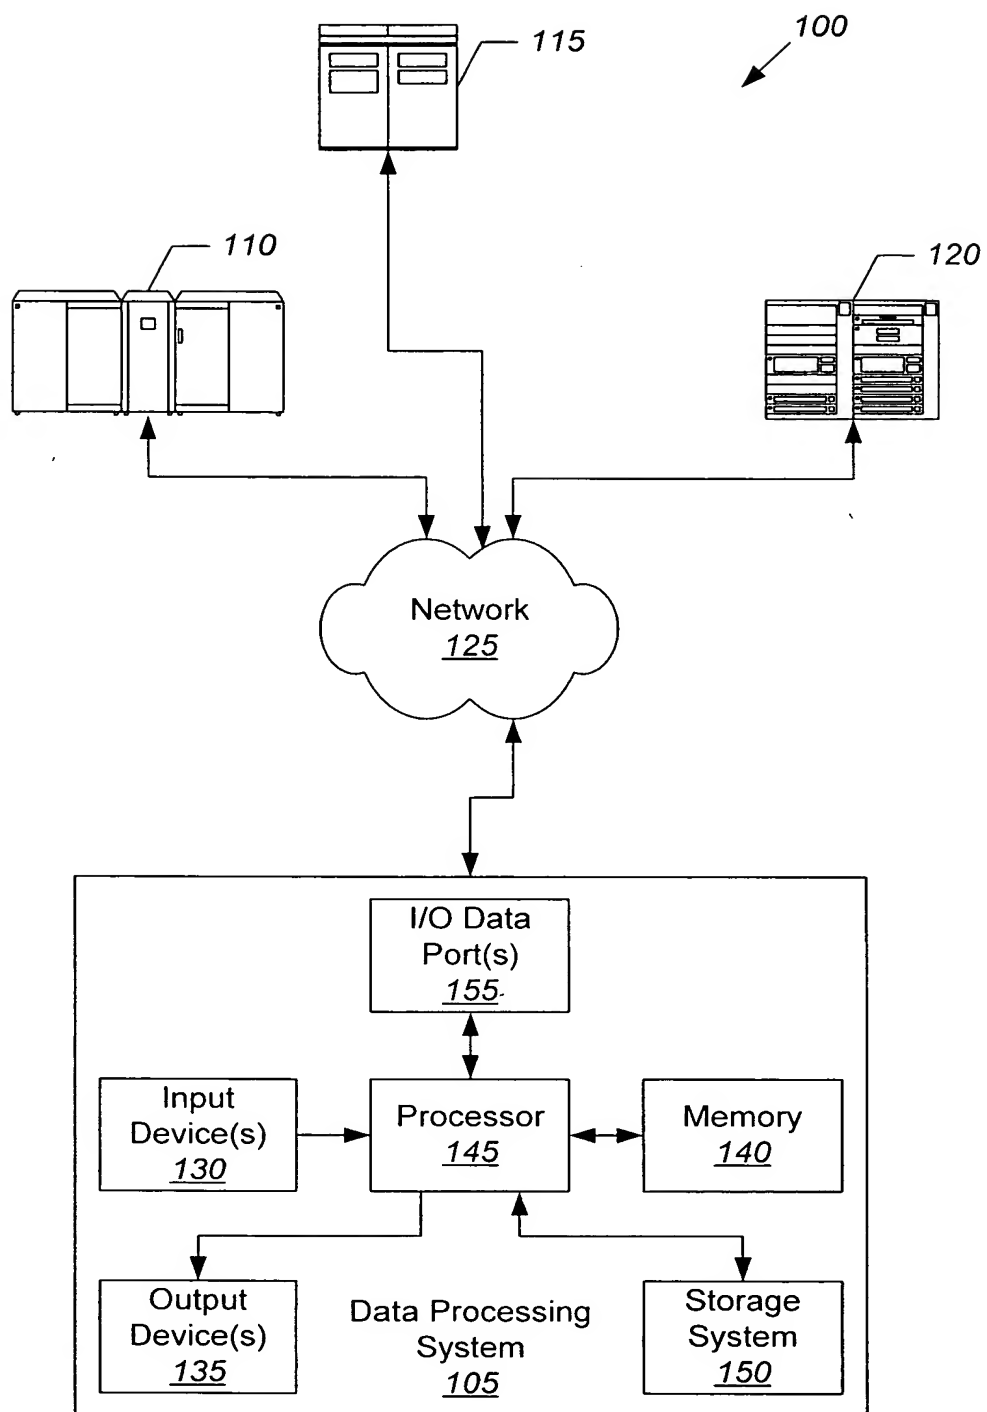 100
115
110
120
Network
125
I/O Data
Port(s)
155
Input
Device(s)
130
Processor
145
Memory
140
Output
Device(s)
135
Data Processing
System
105
Storage
System
150